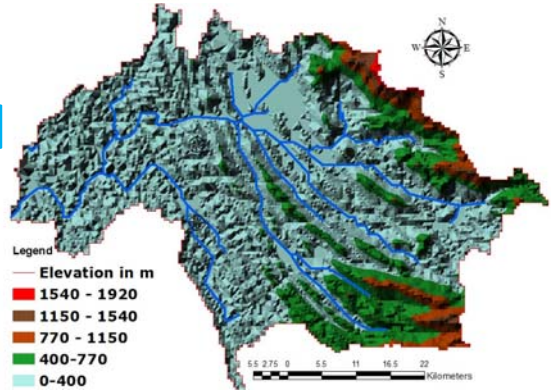 N
W E
S
Legend
Elevation in m
1540 - 1920
1150 - 1540
770 - 1150
400-770
0-400
5.5 2.75 0 5.5 11 16.5 22
Kilometers